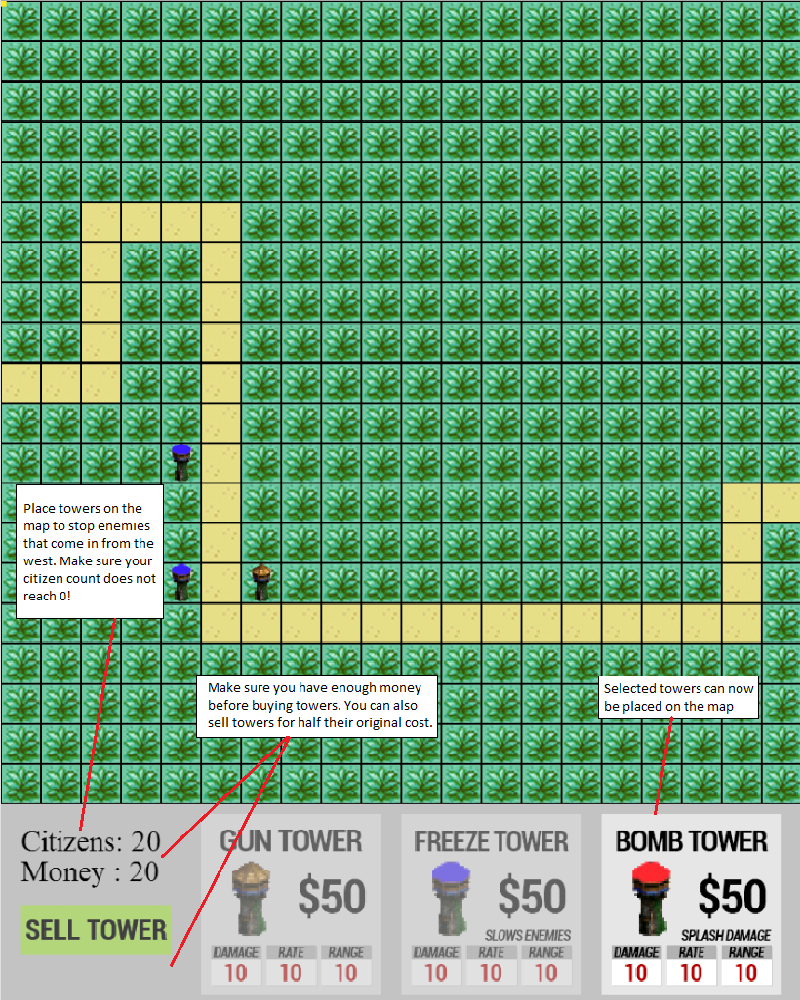 Place towers on the
map to stop enemies
that come in from the
west. Make sure your
citizen count does not
reach 0!
Make sure you have enough money
before buying towers. You can also
sell towers for half their original cost.
Selected towers can now
be placed on the map
Citizens: 20
Money : 20
SELL TOWER
GUN TOWER
$50
DAMAGE RATE RANGE
10 10 10
FREEZE TOWER
$50
SLOWS ENEMIES
DAMAGE RATE RANGE
10 10 10
BOMB TOWER
$50
SPLASH DAMAGE
DAMAGE RATE RANGE
10 10 10